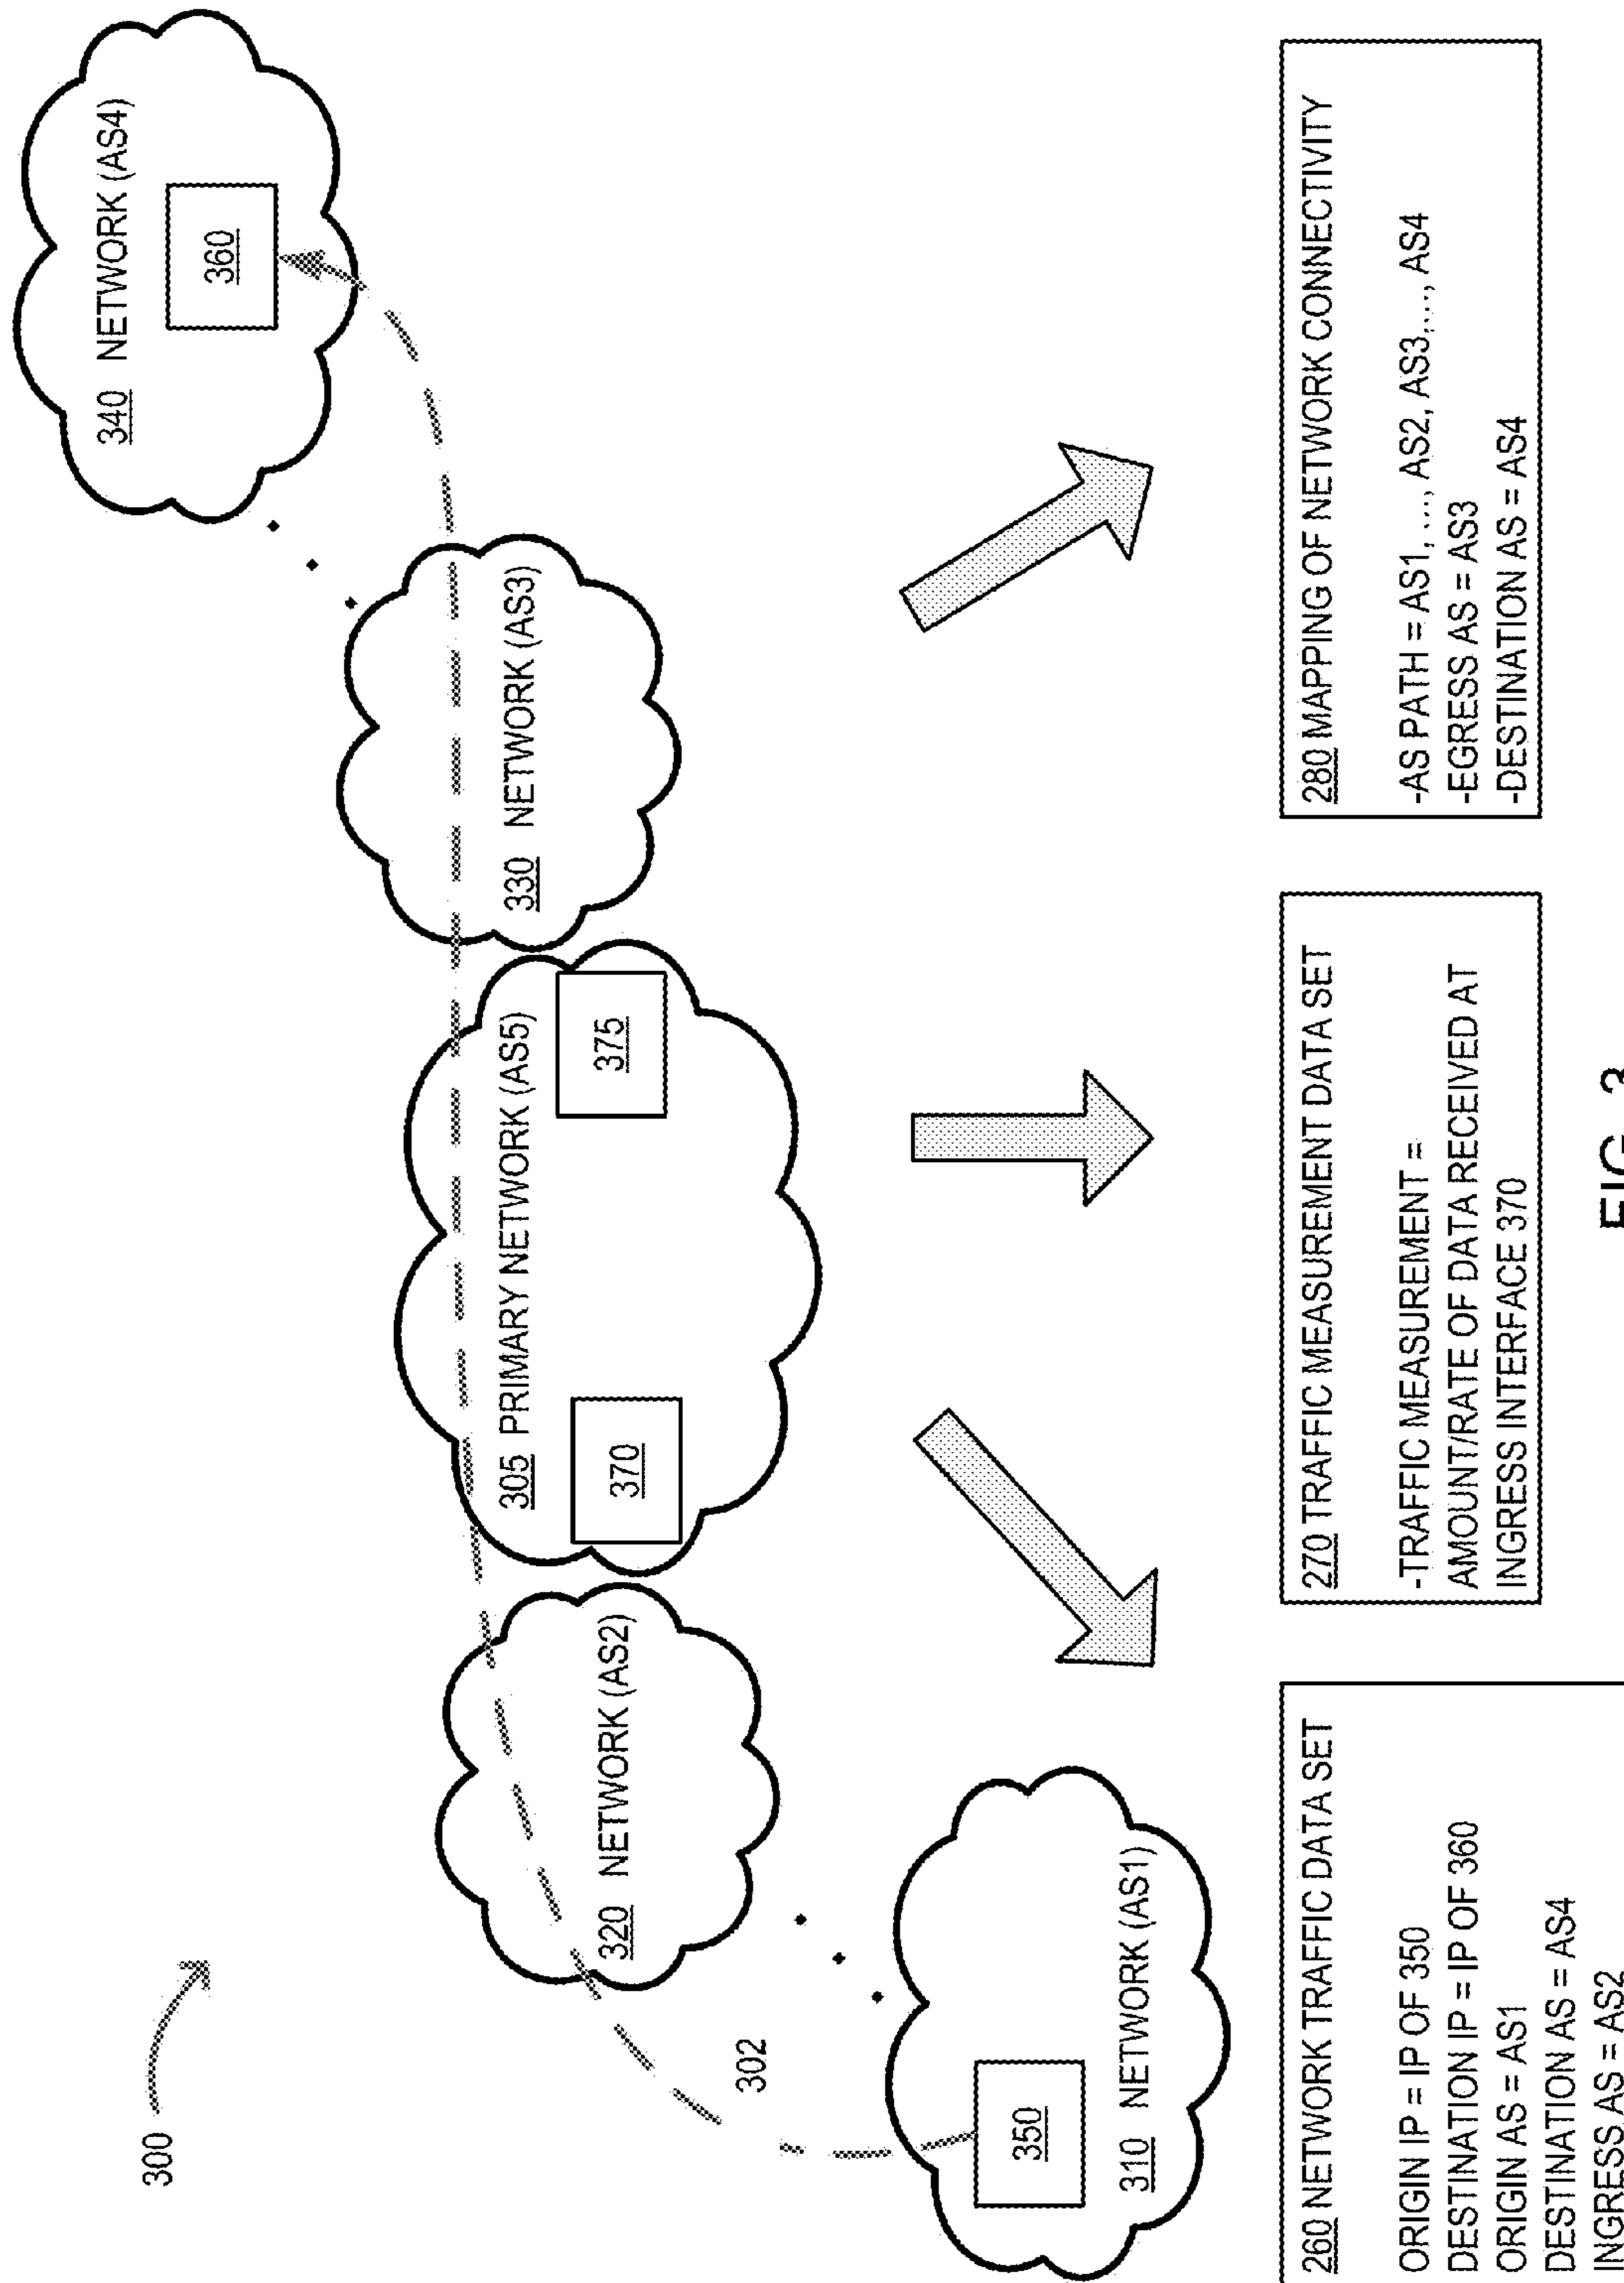 300
302
340 NETWORK (AS4)
360
330 NETWORK (AS3)
305 PRIMARY NETWORK (AS5)
370
375
320 NETWORK (AS2)
310 NETWORK (AS1)
350
260 NETWORK TRAFFIC DATA SET
ORIGIN IP = IP OF 350
DESTINATION IP = IP OF 360
ORIGIN AS = AS1
DESTINATION AS = AS4
INGRESS AS = AS2
270 TRAFFIC MEASUREMENT DATA SET
-TRAFFIC MEASUREMENT =
AMOUNT/RATE OF DATA RECEIVED AT
INGRESS INTERFACE 370
280 MAPPING OF NETWORK CONNECTIVITY
-AS PATH = AS1, ..., AS2, AS3,..., AS4
-EGRESS AS = AS3
-DESTINATION AS = AS4
FIG. 3